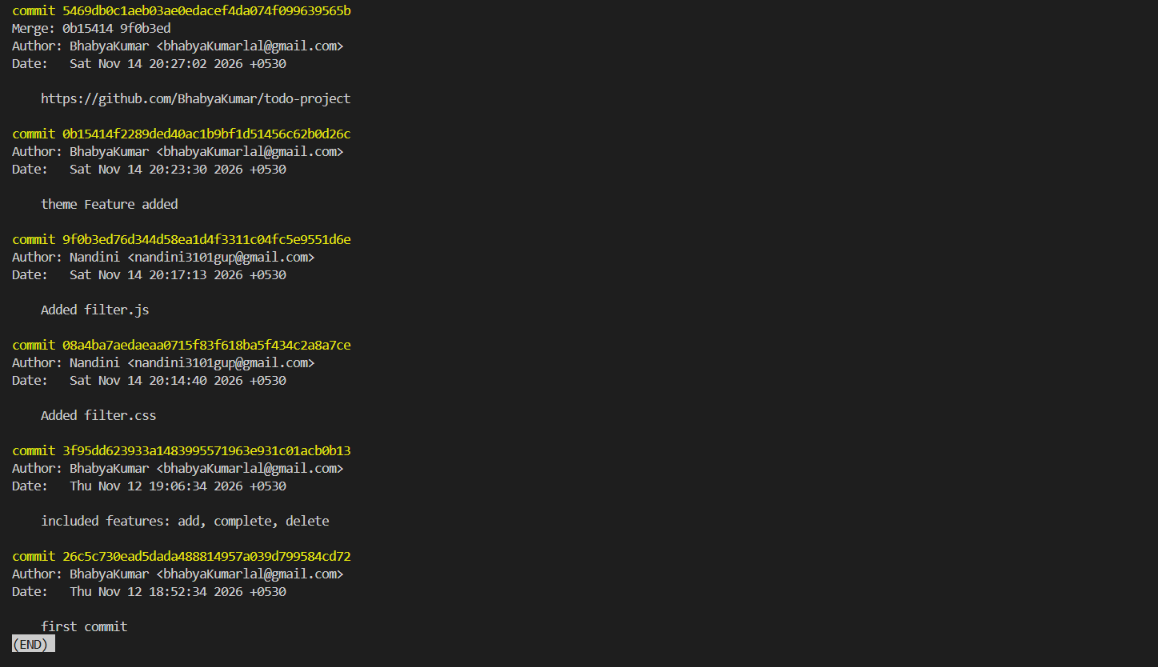 commit 5469db0c1aeb03ae0edacef4da074f099639565b
Merge: 0b15414 9f0b3ed
Author: BhabyaKumar <bhabyaKumarlal@gmail.com>
Date:   Sat Nov 14 20:27:02 2026 +0530
https://github.com/BhabyaKumar/todo-project
commit 0b15414f2289ded40ac1b9bf1d51456c62b0d26c
Author: BhabyaKumar <bhabyaKumarlal@gmail.com>
Date:   Sat Nov 14 20:23:30 2026 +0530
theme Feature added
commit 9f0b3ed76d344d58ea1d4f3311c04fc5e9551d6e
Author: Nandini <nandini3101gup@gmail.com>
Date:   Sat Nov 14 20:17:13 2026 +0530
Added filter.js
commit 08a4ba7aedaeaa0715f83f618ba5f434c2a8a7ce
Author: Nandini <nandini3101gup@gmail.com>
Date:   Sat Nov 14 20:14:40 2026 +0530
Added filter.css
commit 3f95dd623933a1483995571963e931c01acb0b13
Author: BhabyaKumar <bhabyaKumarlal@gmail.com>
Date:   Thu Nov 12 19:06:34 2026 +0530
included features: add, complete, delete
commit 26c5c730ead5dada488814957a039d799584cd72
Author: BhabyaKumar <bhabyaKumarlal@gmail.com>
Date:   Thu Nov 12 18:52:34 2026 +0530
first commit
(END)